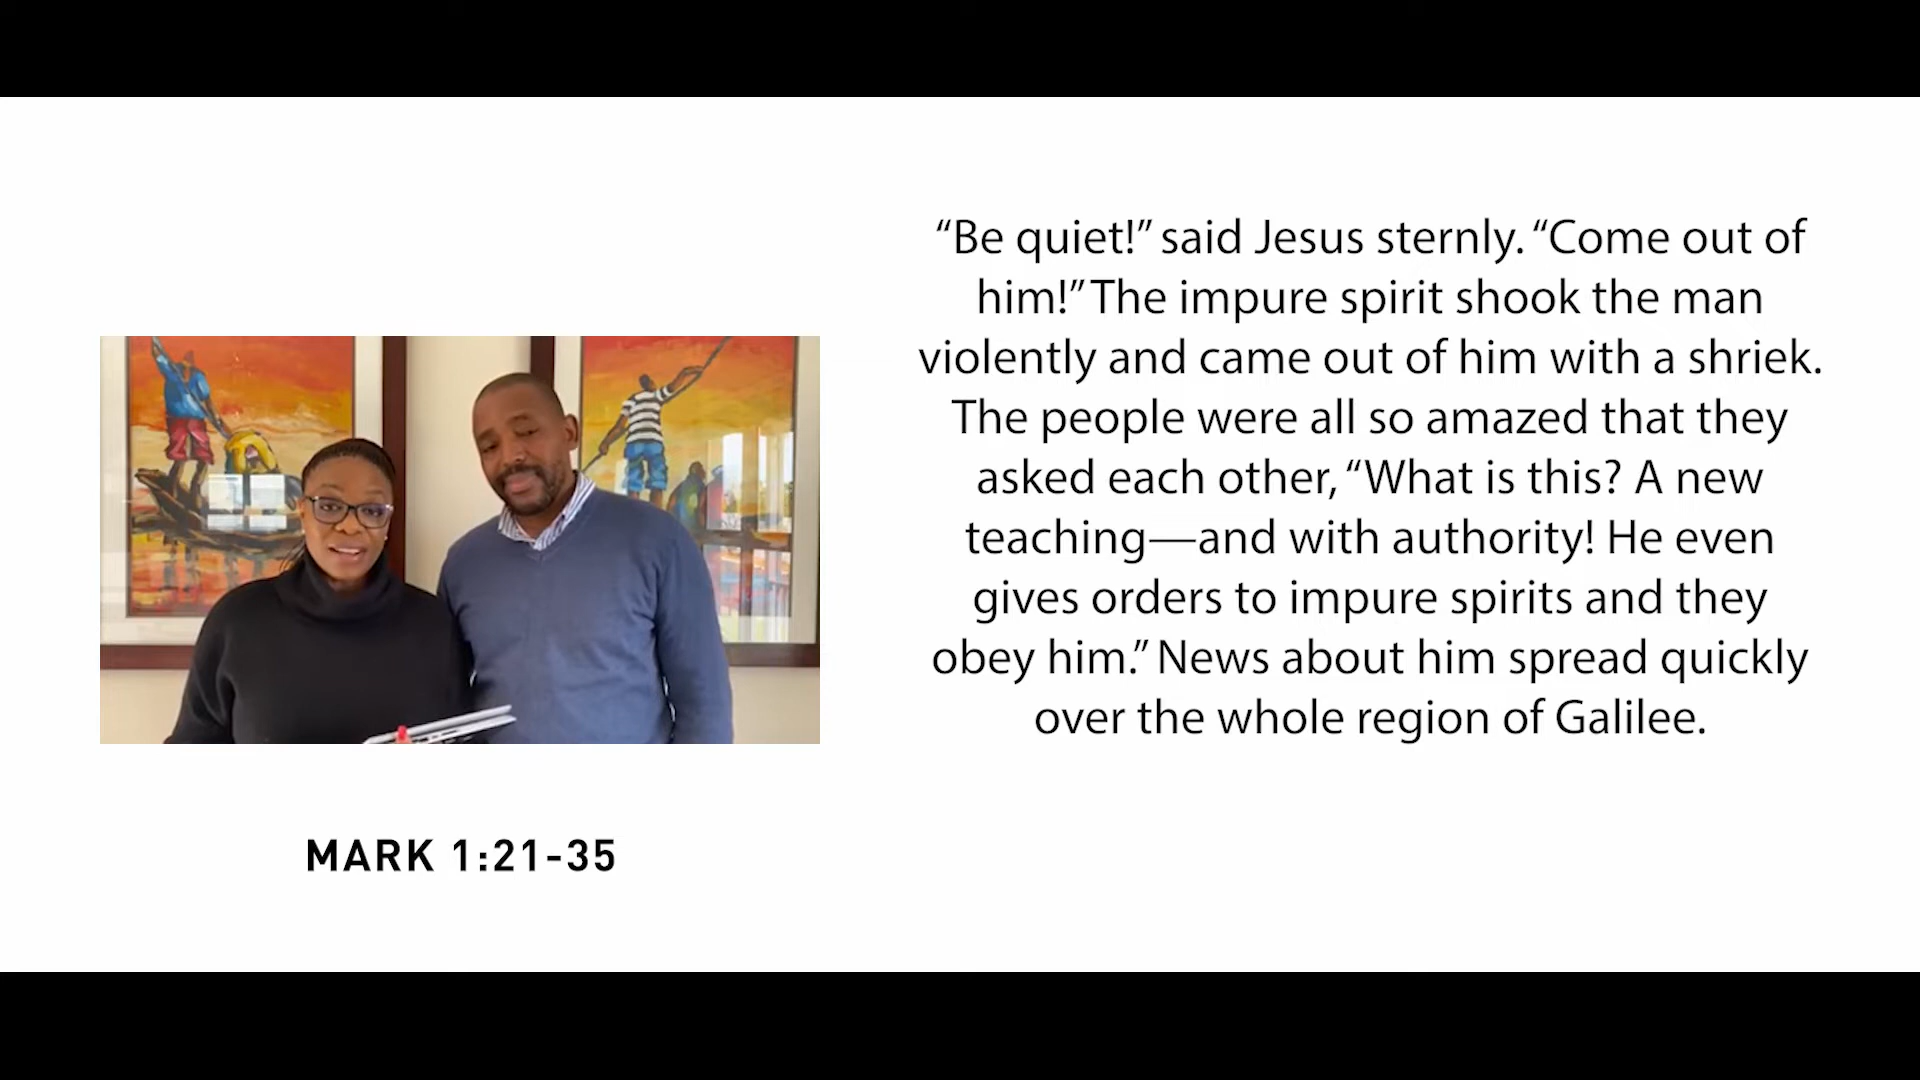 “Be quiet!” said Jesus sternly. “Come out of
him!” The impure spirit shook the man
violently and came out of him with a shriek.
The people were all so amazed that they
asked each other, “What is this? A new
teaching—and with authority! He even
gives orders to impure spirits and they
obey him.” News about him spread quickly
over the whole region of Galilee.
MARK 1:21-35